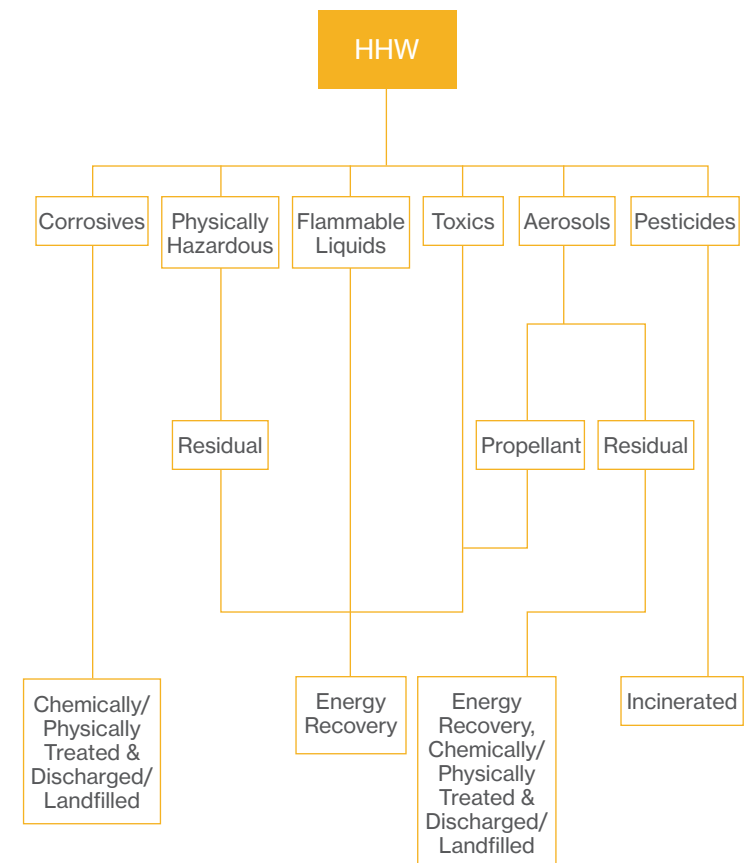 HHW
Corrosives
Physically
Hazardous
Flammable
Liquids
Toxics
Aerosols
Pesticides
Residual
Propellant
Residual
Chemically/
Physically
Treated &
Discharged/
Landfilled
Energy
Recovery
Energy
Recovery,
Chemically/
Physically
Treated &
Discharged/
Landfilled
Incinerated